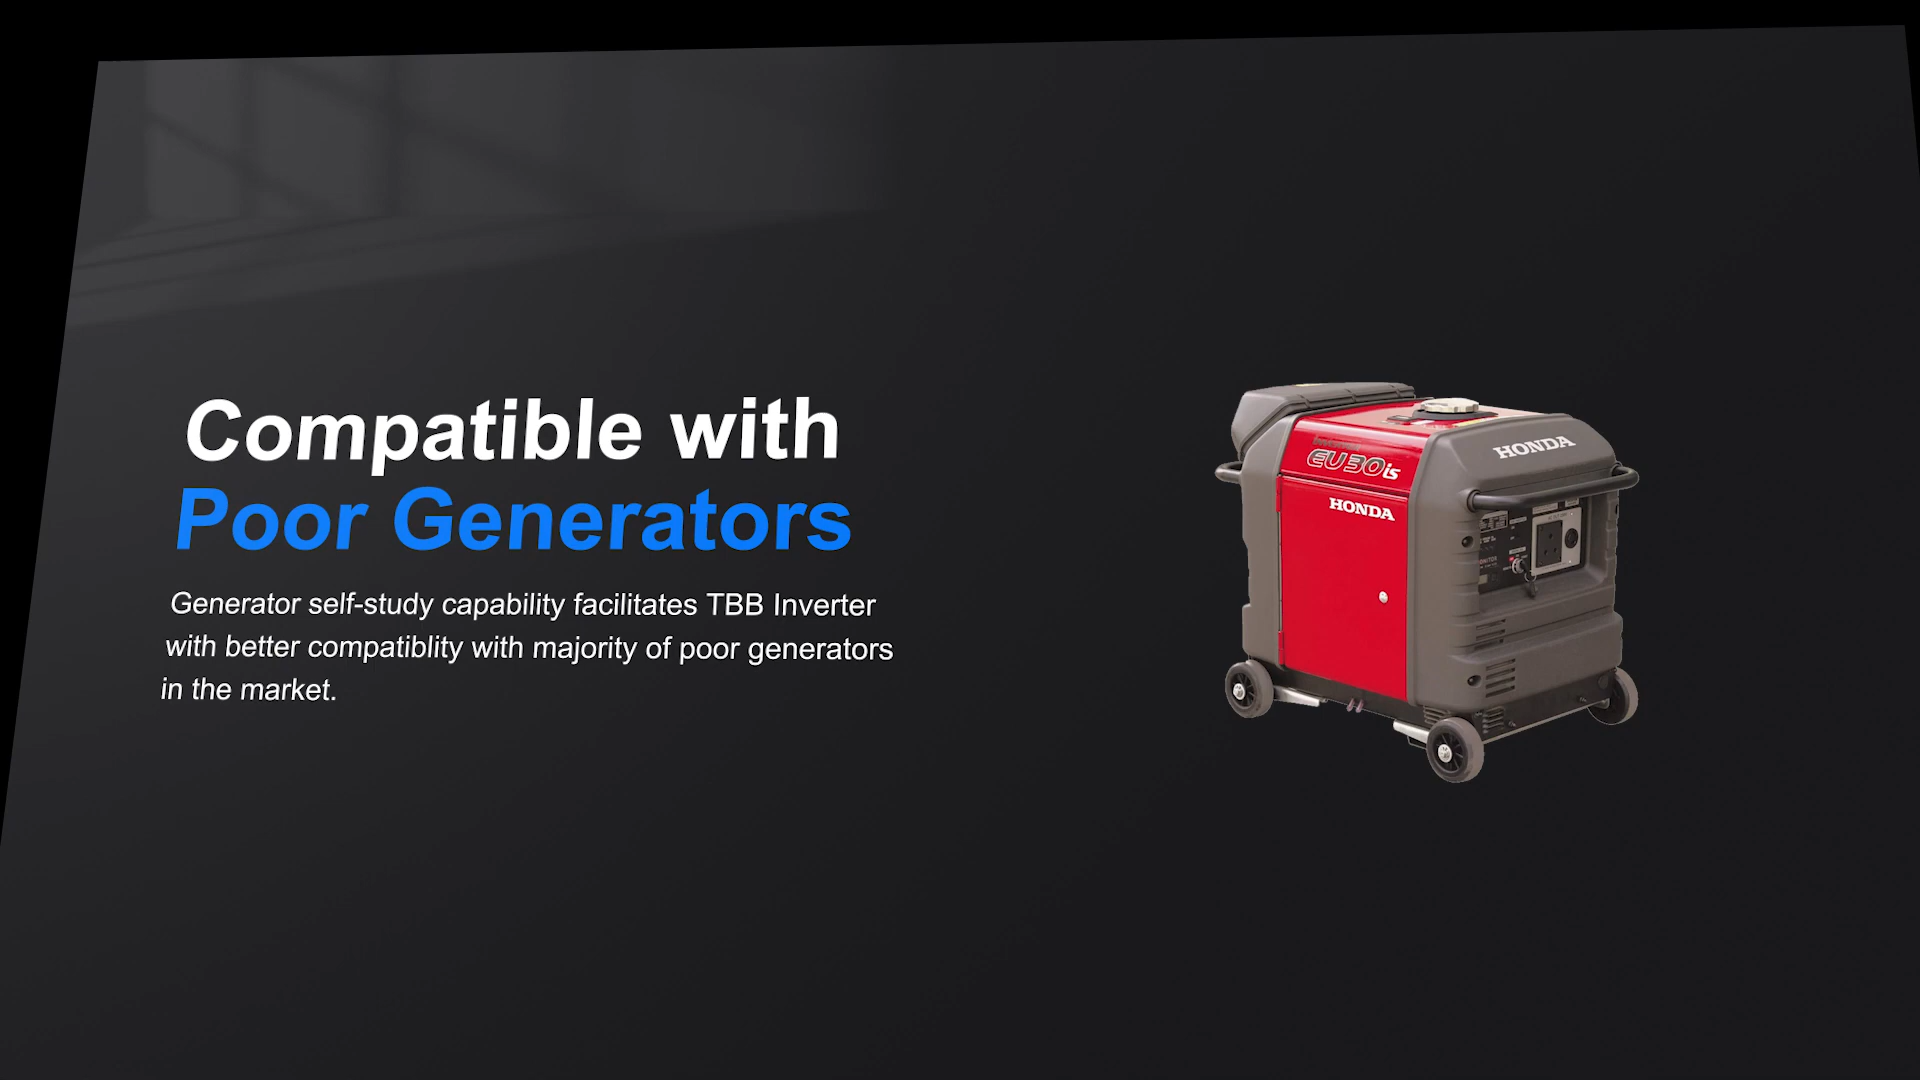 Compatible with
Poor Generators
Generator self-study capability facilitates TBB Inverter
with better compatiblity with majority of poor generators
in the market.
EU30is
HONDA
HONDA